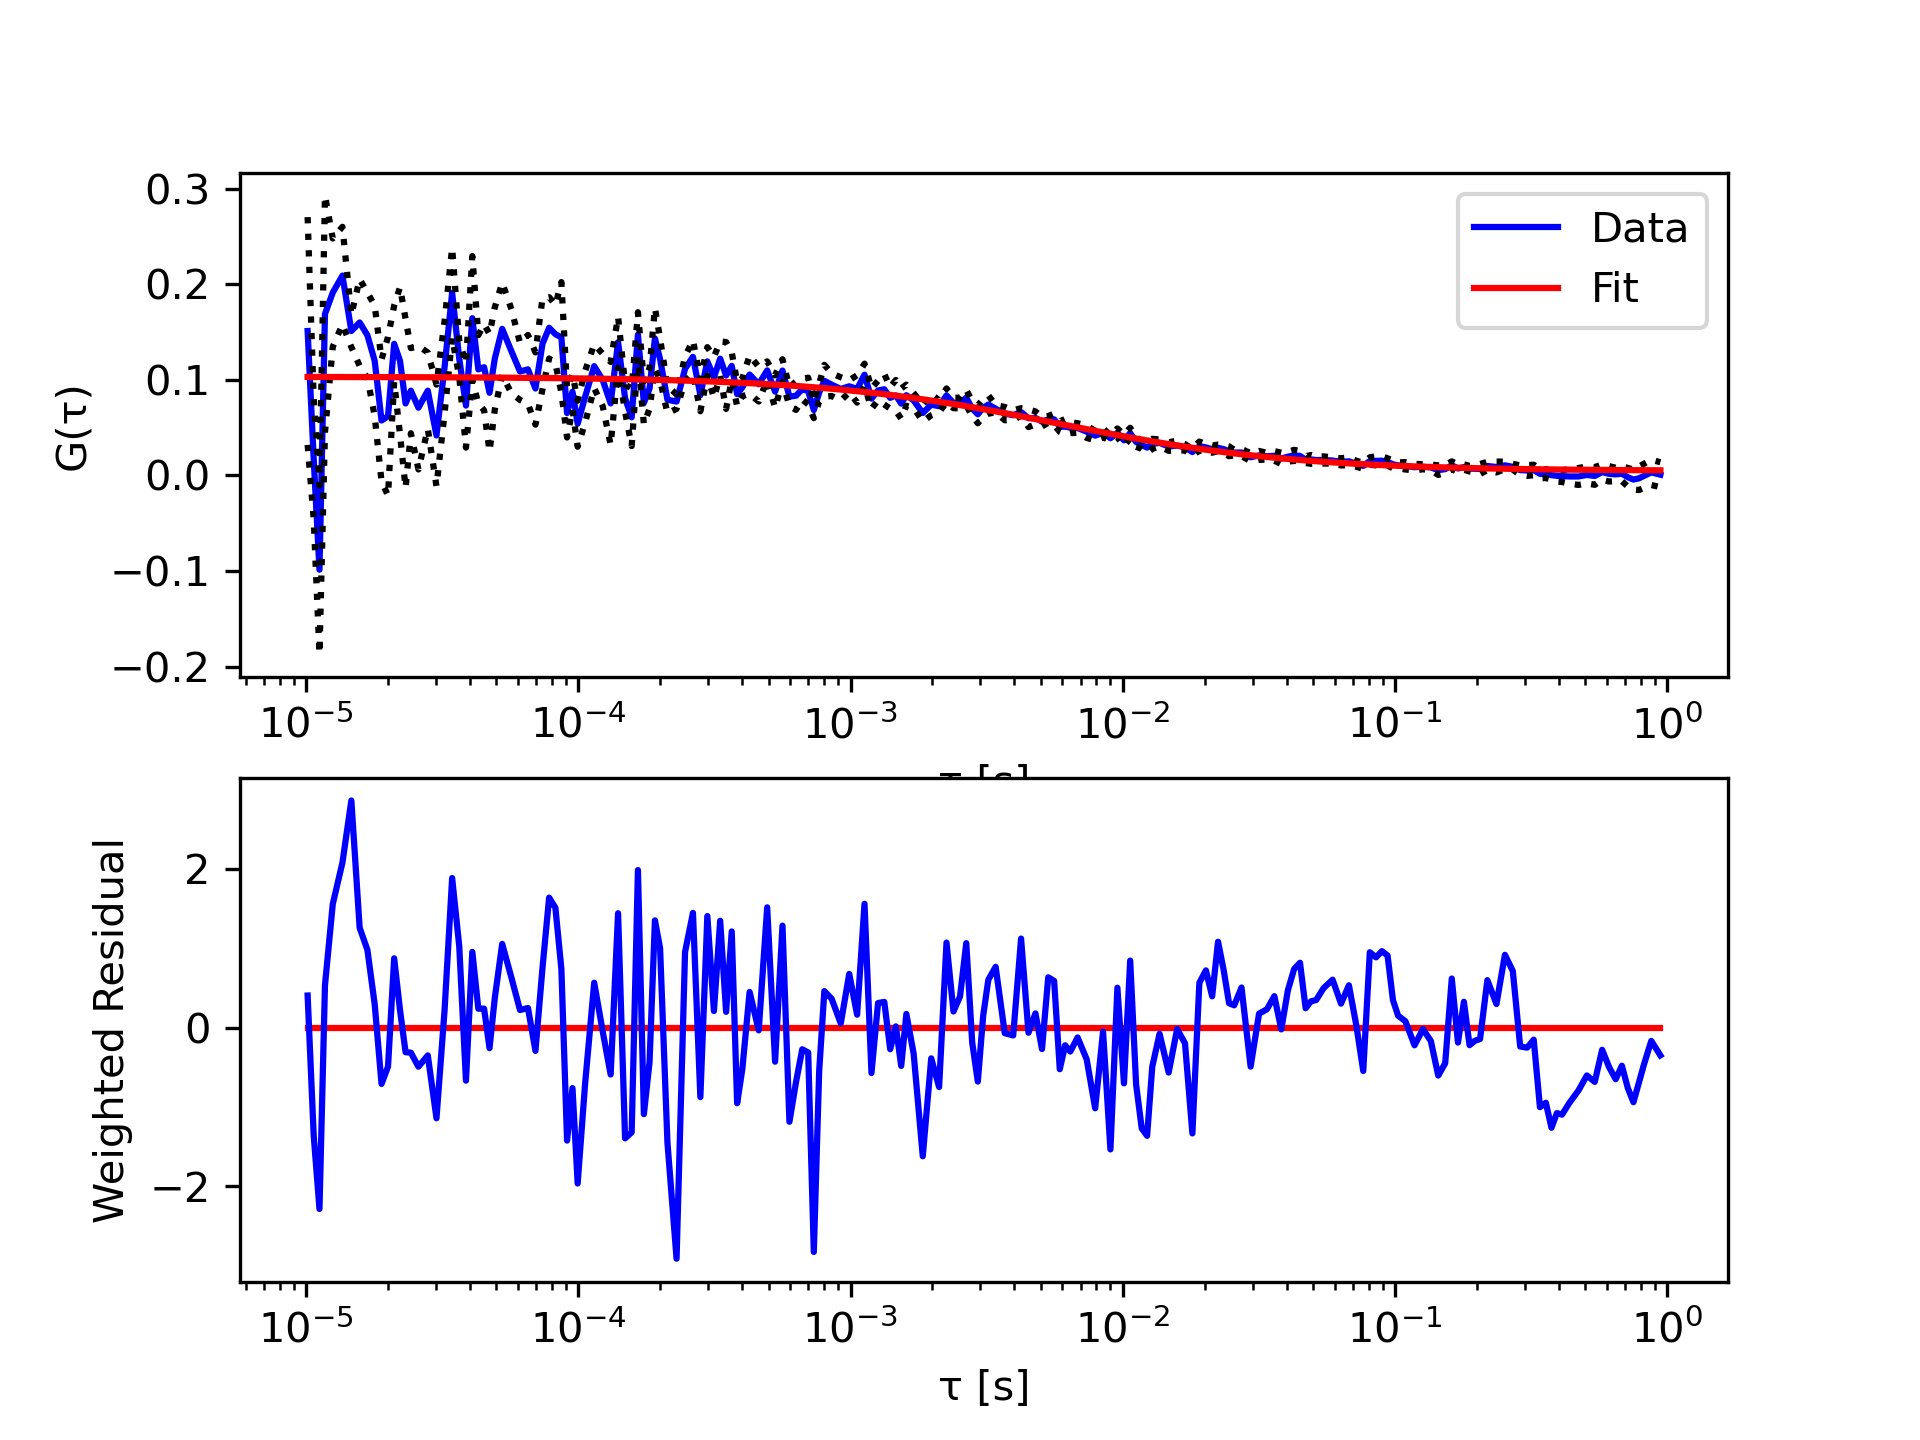 G(τ)
0.3
0.2
0.1
0.0
−0.1
−0.2
Data
Fit
10⁻⁵ 10⁻⁴ 10⁻³ 10⁻² 10⁻¹ 10⁰
τ [s]
Weighted Residual
2
0
−2
10⁻⁵ 10⁻⁴ 10⁻³ 10⁻² 10⁻¹ 10⁰
τ [s]